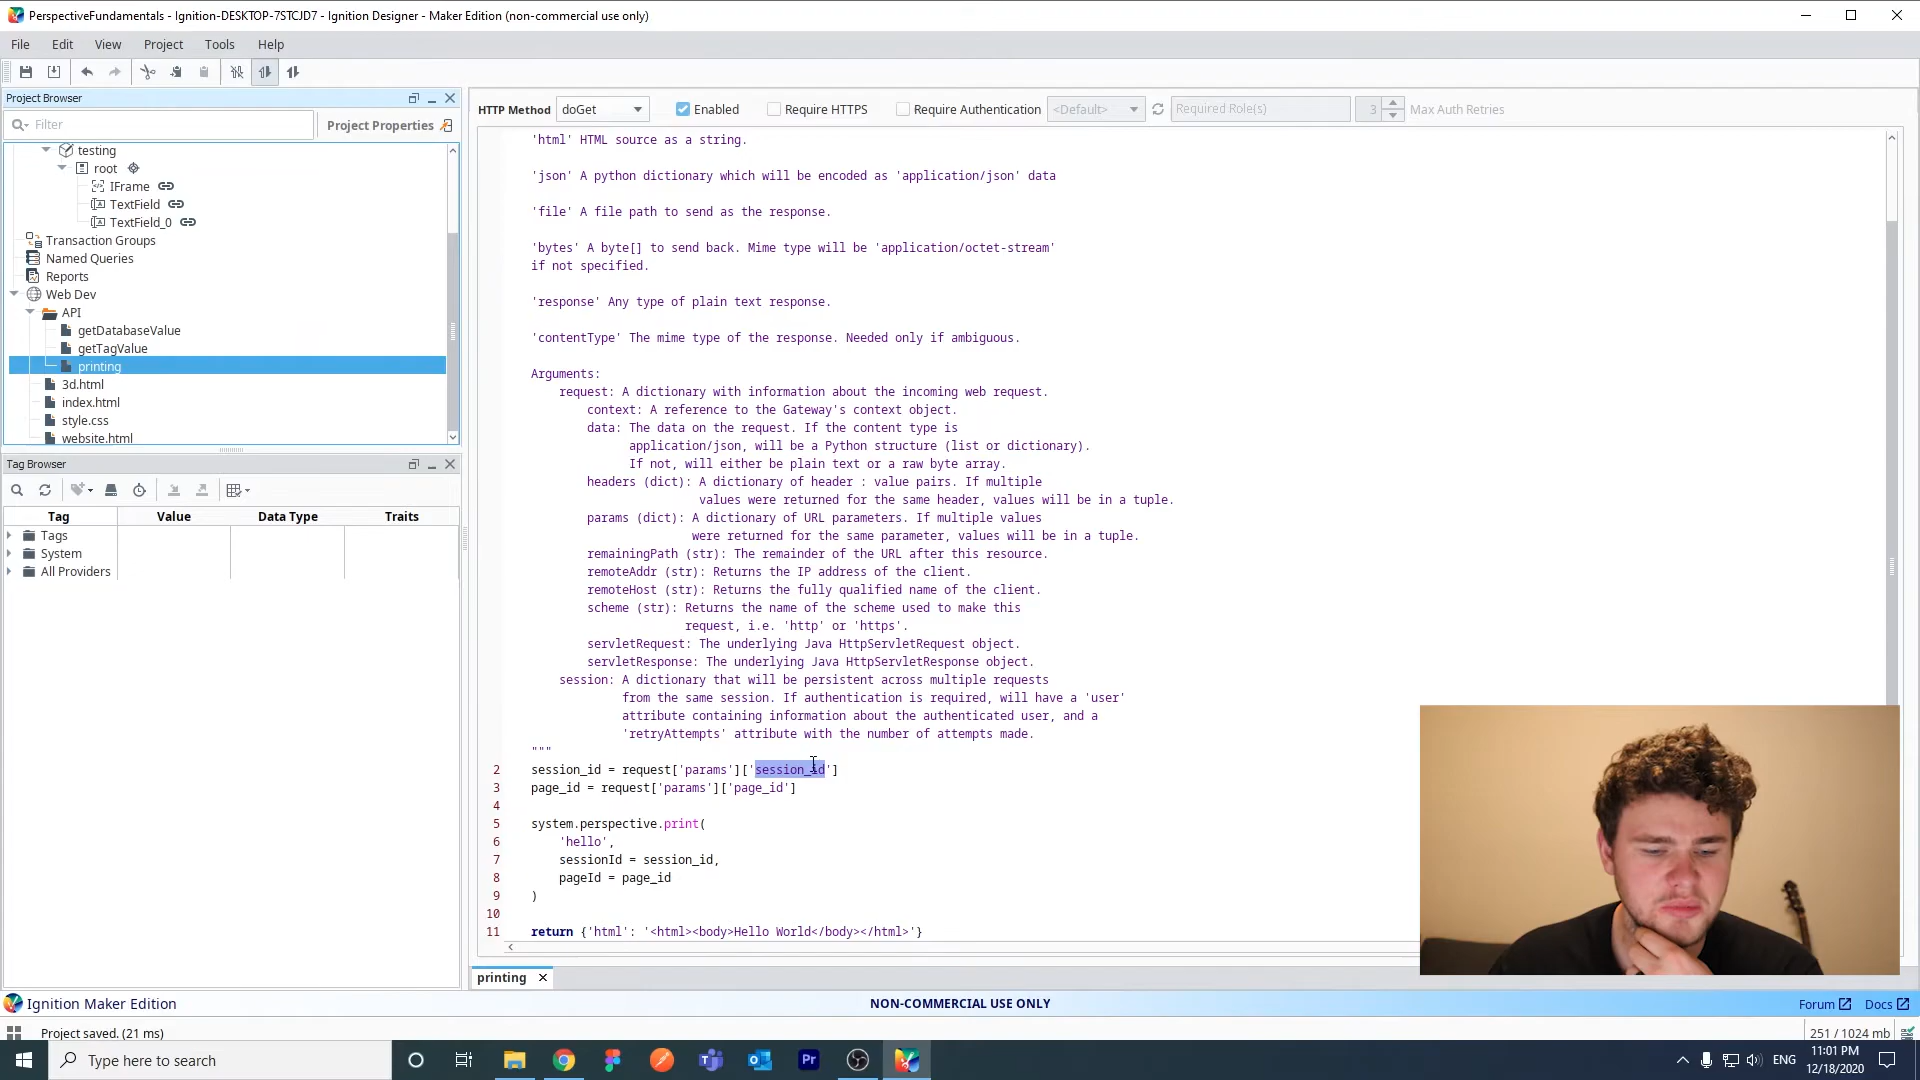 PerspectiveFundamentals - Ignition-DESKTOP-7STCJD7 - Ignition Designer - Maker Edition (non-commercial use only)
File Edit View Project Tools Help
Project Browser
Filter
Project Properties
testing
root
IFrame
TextField
TextField_0
Transaction Groups
Named Queries
Reports
Web Dev
API
getDatabaseValue
getTagValue
printing
3d.html
index.html
style.css
website.html
Tag Browser
Tag Value Data Type Traits
Tags
System
All Providers
HTTP Method doGet Enabled Require HTTPS Require Authentication <Default> Required Role(s) 3 Max Auth Retries
'html' HTML source as a string.
'json' A python dictionary which will be encoded as 'application/json' data
'file' A file path to send as the response.
'bytes' A byte[] to send back. Mime type will be 'application/octet-stream'
if not specified.
'response' Any type of plain text response.
'contentType' The mime type of the response. Needed only if ambiguous.
Arguments:
request: A dictionary with information about the incoming web request.
context: A reference to the Gateway's context object.
data: The data on the request. If the content type is
application/json, will be a Python structure (list or dictionary).
If not, will either be plain text or a raw byte array.
headers (dict): A dictionary of header : value pairs. If multiple
values were returned for the same header, values will be in a tuple.
params (dict): A dictionary of URL parameters. If multiple values
were returned for the same parameter, values will be in a tuple.
remainingPath (str): The remainder of the URL after this resource.
remoteAddr (str): Returns the IP address of the client.
remoteHost (str): Returns the fully qualified name of the client.
scheme (str): Returns the name of the scheme used to make this
request, i.e. 'http' or 'https'.
servletRequest: The underlying Java HttpServletRequest object.
servletResponse: The underlying Java HttpServletResponse object.
session: A dictionary that will be persistent across multiple requests
from the same session. If authentication is required, will have a 'user'
attribute containing information about the authenticated user, and a
'retryAttempts' attribute with the number of attempts made.
"""
2 session_id = request['params']['session_id']
3 page_id = request['params']['page_id']
4
5 system.perspective.print(
6 'hello',
7 sessionId = session_id,
8 pageId = page_id
9 )
10
11 return {'html': '<html><body>Hello World</body></html>'}
printing
Ignition Maker Edition NON-COMMERCIAL USE ONLY Forum Docs
Project saved. (21 ms) 251 / 1024 mb
Type here to search
Pr
ENG
11:01 PM
12/18/2020